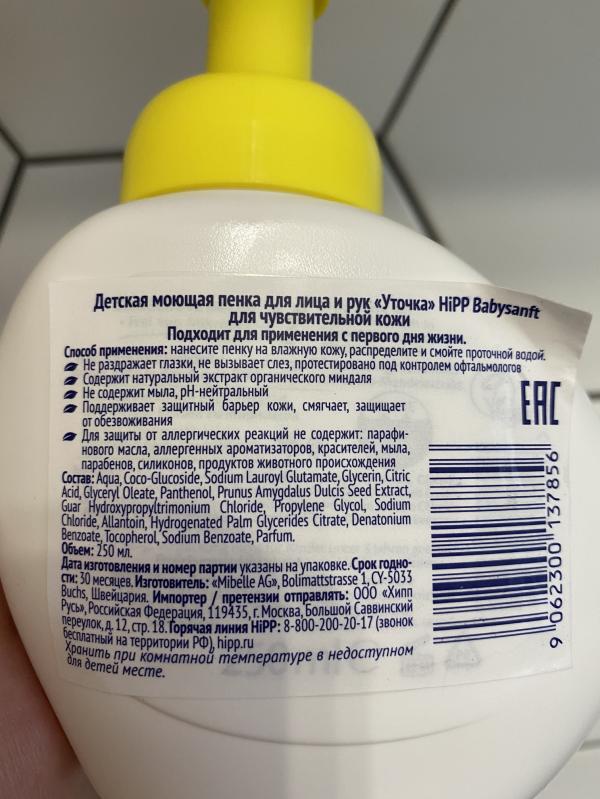 Детская моющая пенка для лица и рук «Уточка» HiPP Babysanft
для чувствительной кожи
Подходит для применения с первого дня жизни.
Способ применения: нанесите пенку на влажную кожу, распределите и смойте проточной водой.
Не раздражает глазки, не вызывает слез, протестировано под контролем офтальмологов
Содержит натуральный экстракт органического миндаля
Не содержит мыла, pH-нейтральный
Поддерживает защитный барьер кожи, смягчает, защищает
от обезвоживания
Для защиты от аллергических реакций не содержит: парафи-
нового масла, аллергенных ароматизаторов, красителей, мыла,
парабенов, силиконов, продуктов животного происхождения
EAC
Состав: Aqua, Coco-Glucoside, Sodium Lauroyl Glutamate, Glycerin, Citric
Acid, Glyceryl Oleate, Panthenol, Prunus Amygdalus Dulcis Seed Extract,
Guar Hydroxypropyltrimonium Chloride, Propylene Glycol, Sodium
Chloride, Allantoin, Hydrogenated Palm Glycerides Citrate, Denatonium
Benzoate, Tocopherol, Sodium Benzoate, Parfum.
Объем: 250 мл.
Дата изготовления и номер партии указаны на упаковке. Срок годно-
сти: 30 месяцев. Изготовитель: «Mibelle AG», Bolimattstrasse 1, CY-5033
Buchs, Швейцария. Импортер / претензии отправлять: ООО «Хипп
Русь», Российская Федерация, 119435, г. Москва, Большой Саввинский
переулок, д. 12, стр. 18. Горячая линия HiPP: 8-800-200-20-17 (звонок
бесплатный на территории РФ), hipp.ru
Хранить при комнатной температуре в недоступном
для детей месте.
9 062300 137856